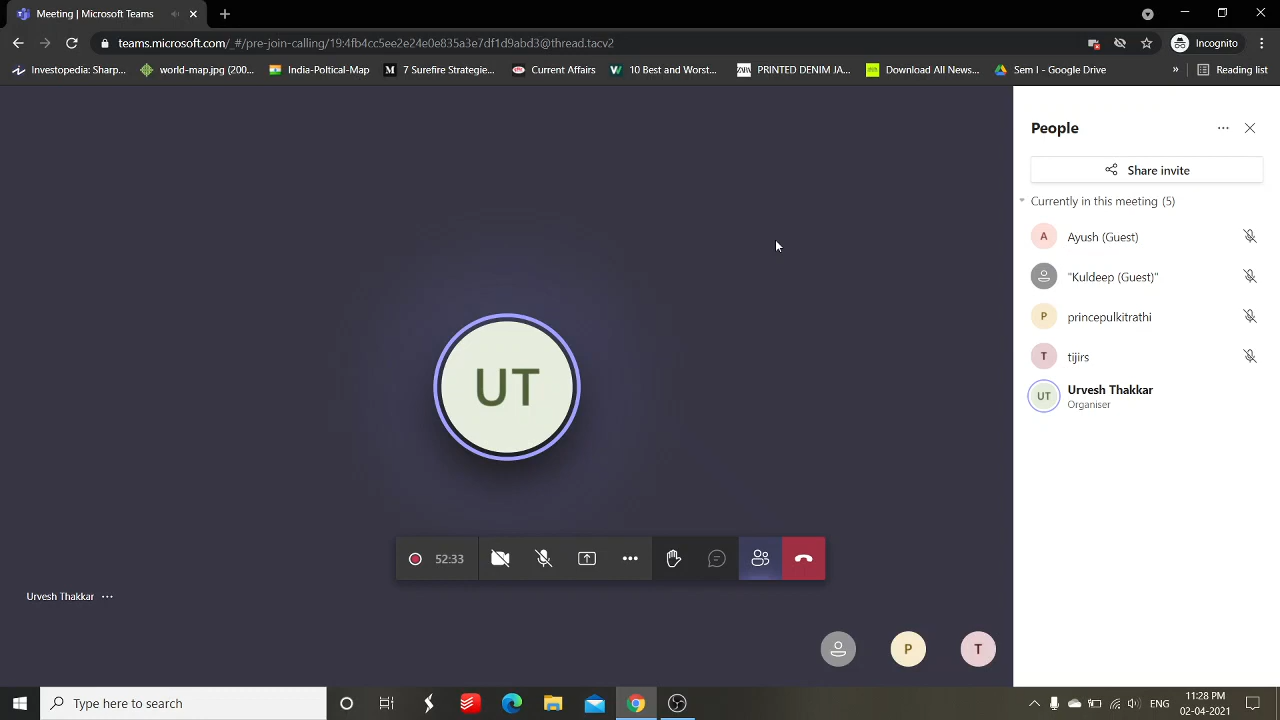 Meeting | Microsoft Teams
teams.microsoft.com/_#/pre-join-calling/19:4fb4cc5ee2e24e0e835a3e7df1d9abd3@thread.tacv2
Incognito
Investopedia: Sharp...
world-map.jpg (200...
India-Poltical-Map
M
7 Surefire Strategie...
Current Affairs
W
10 Best and Worst...
ZARA
PRINTED DENIM JA...
Download All News...
Sem I - Google Drive
»
Reading list
People
Share invite
Currently in this meeting (5)
A
Ayush (Guest)
"Kuldeep (Guest)"
P
princepulkitrathi
T
tijirs
UT
Urvesh Thakkar
Organiser
UT
52:33
Urvesh Thakkar ...
P
T
Type here to search
ENG
11:28 PM
02-04-2021